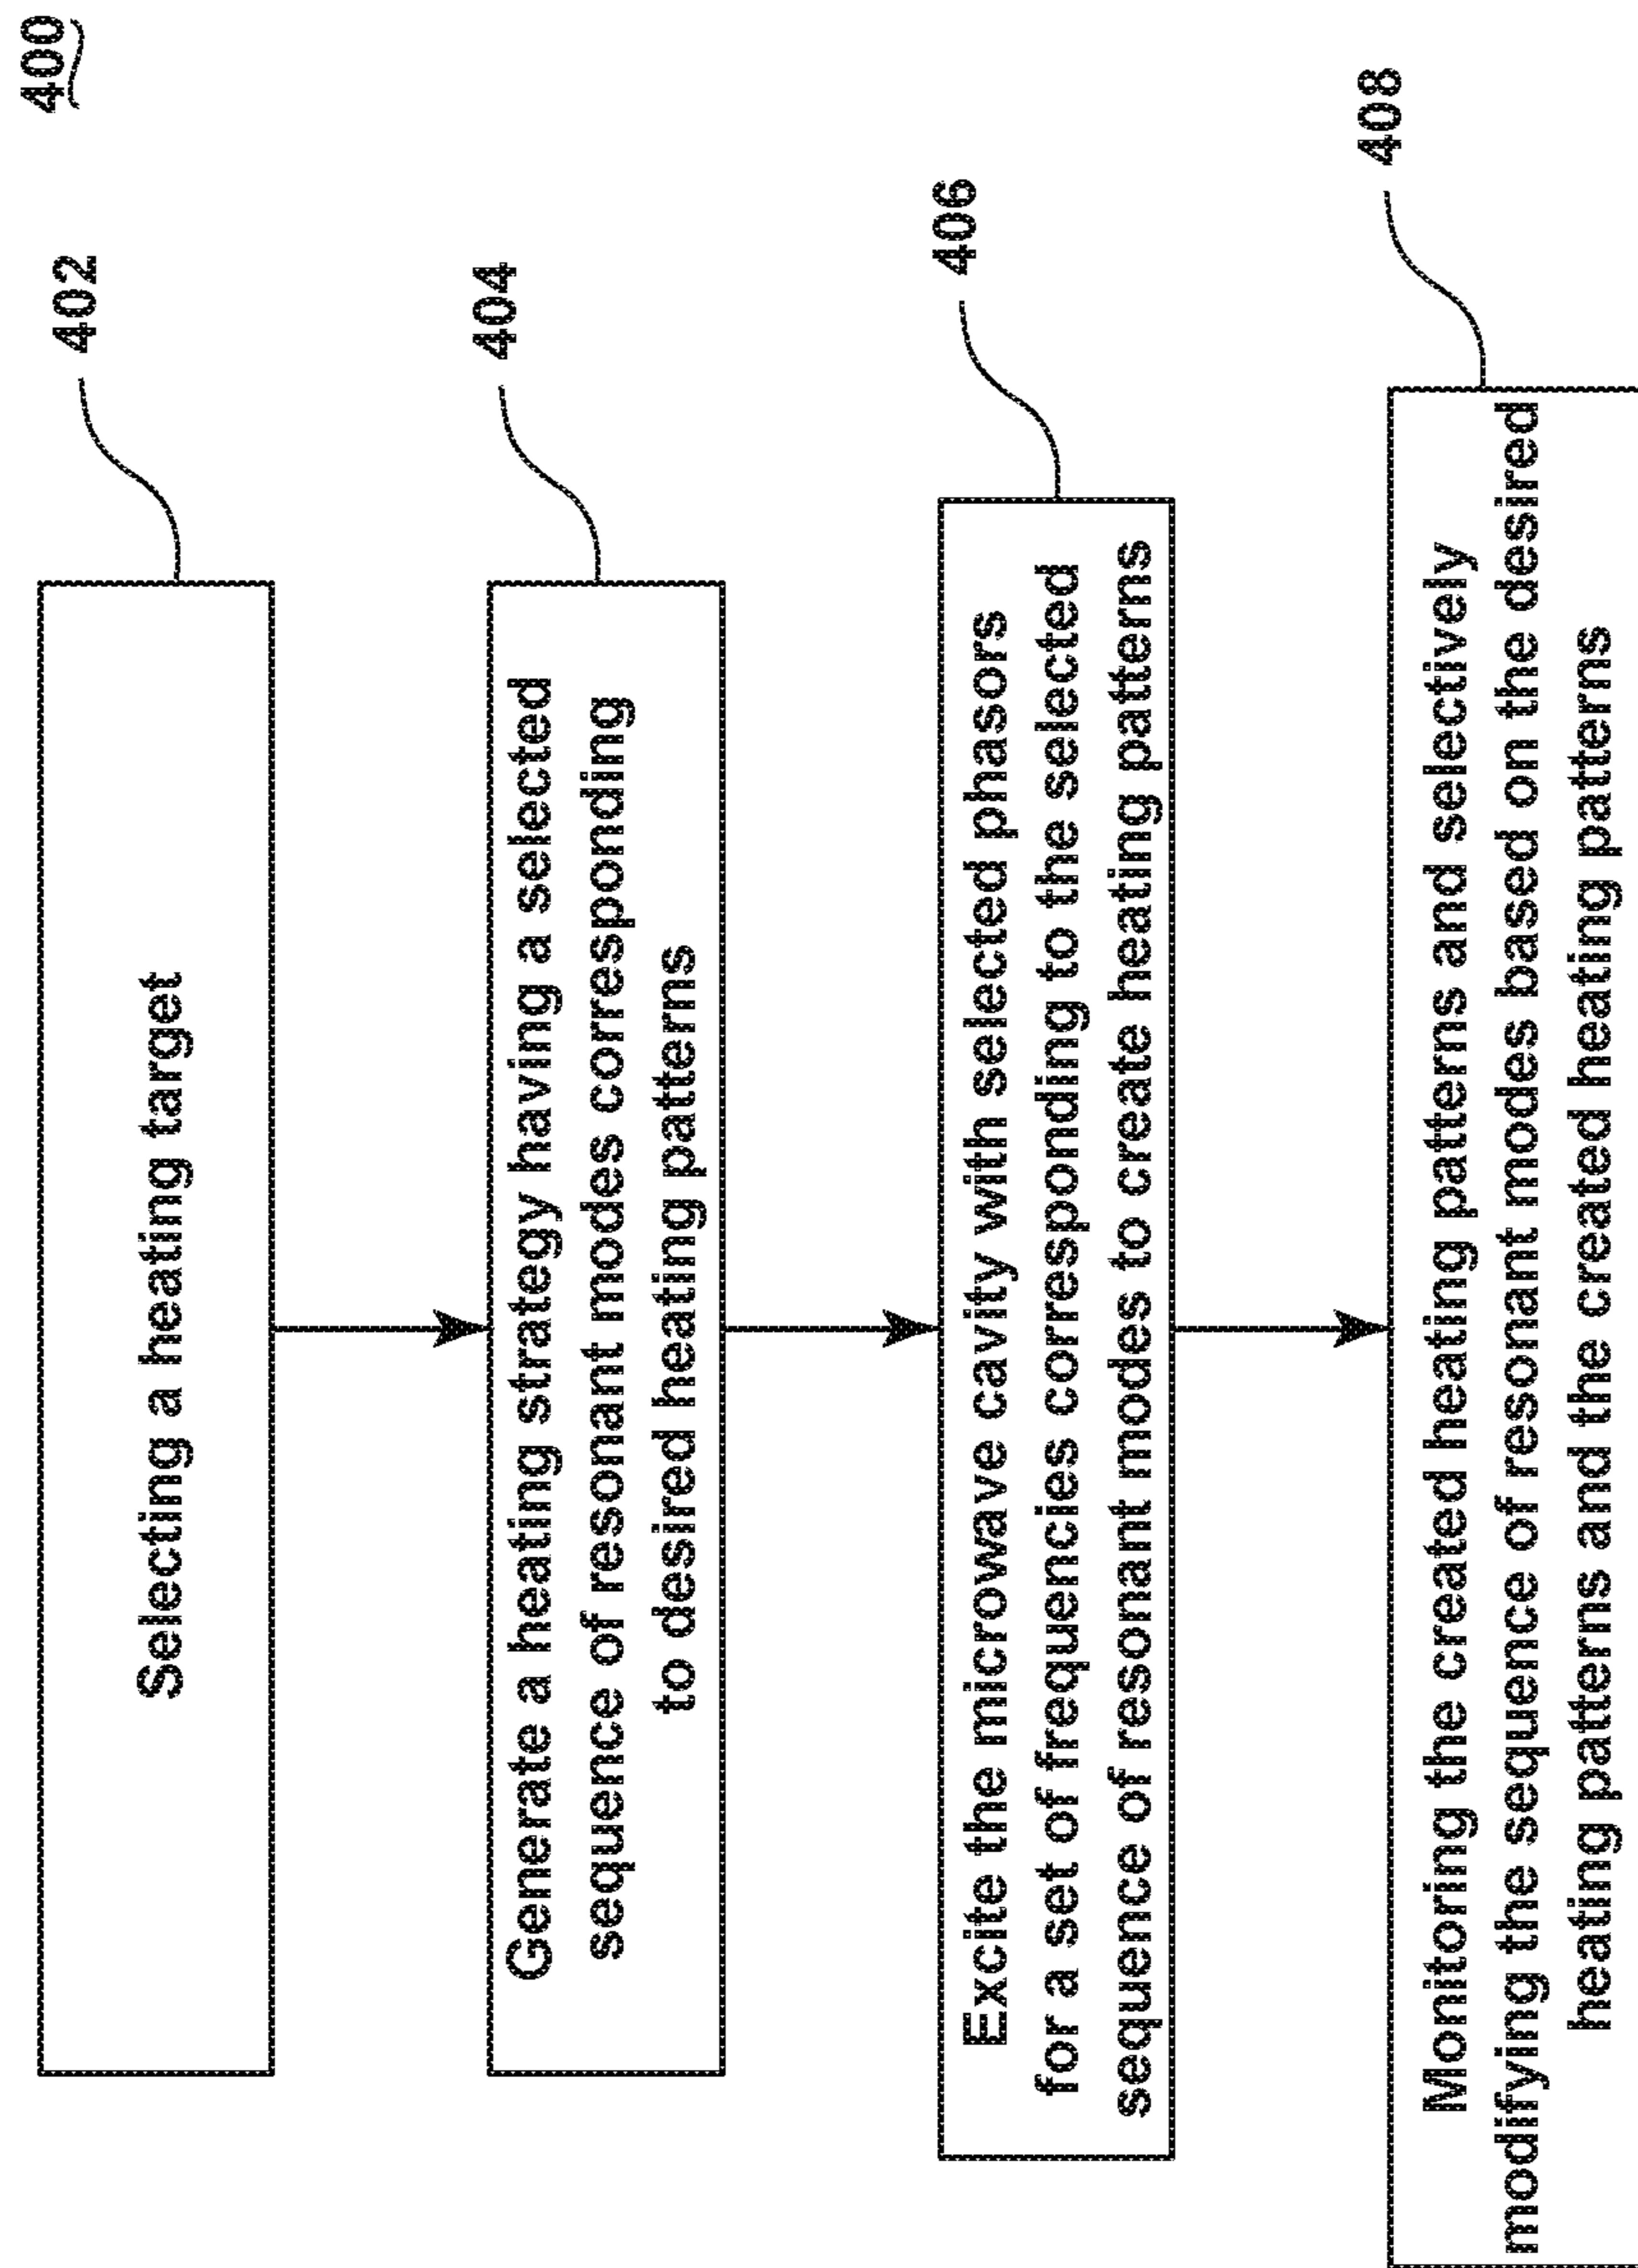 400
402
Selecting a heating target
404
Generate a heating strategy having a selected
sequence of resonant modes corresponding
to desired heating patterns
406
Excite the microwave cavity with selected phasors
for a set of frequencies corresponding to the selected
sequence of resonant modes to create heating patterns
408
Monitoring the created heating patterns and selectively
modifying the sequence of resonant modes based on the desired
heating patterns and the created heating patterns